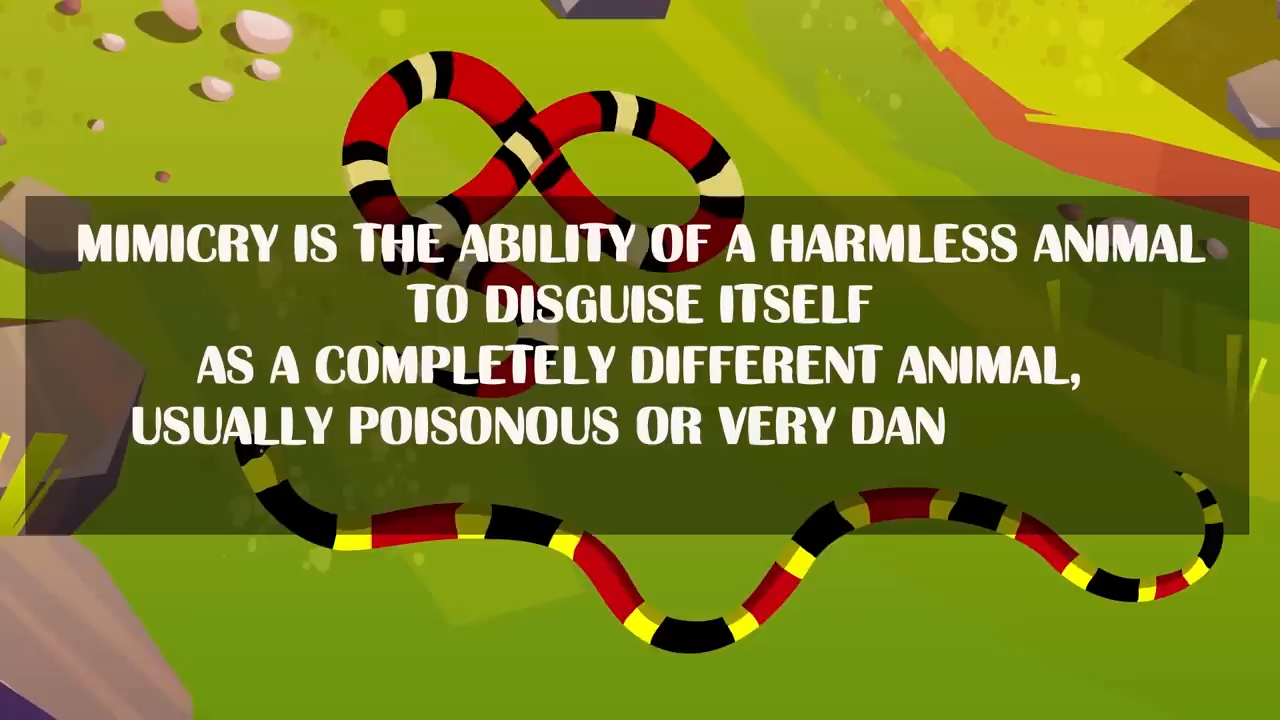 MIMICRY IS THE ABILITY OF A HARMLESS ANIMAL
TO DISGUISE ITSELF
AS A COMPLETELY DIFFERENT ANIMAL,
USUALLY POISONOUS OR VERY DAN